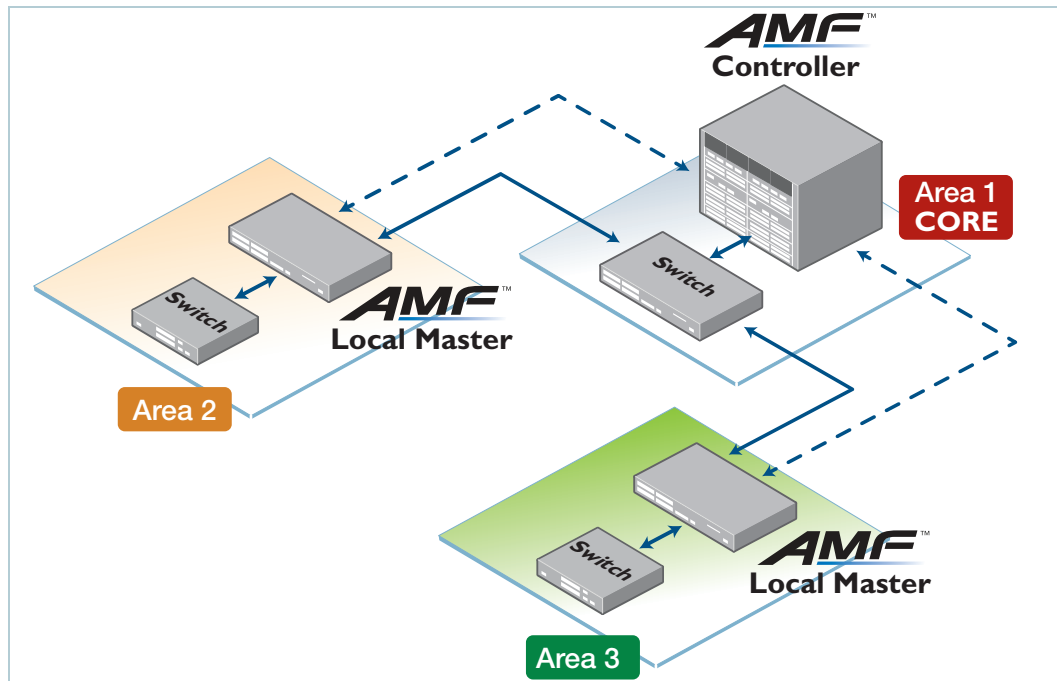 AMF™
Controller
Area 1
CORE
Switch
Switch
AMF™
Local Master
Area 2
Switch
AMF™
Local Master
Area 3